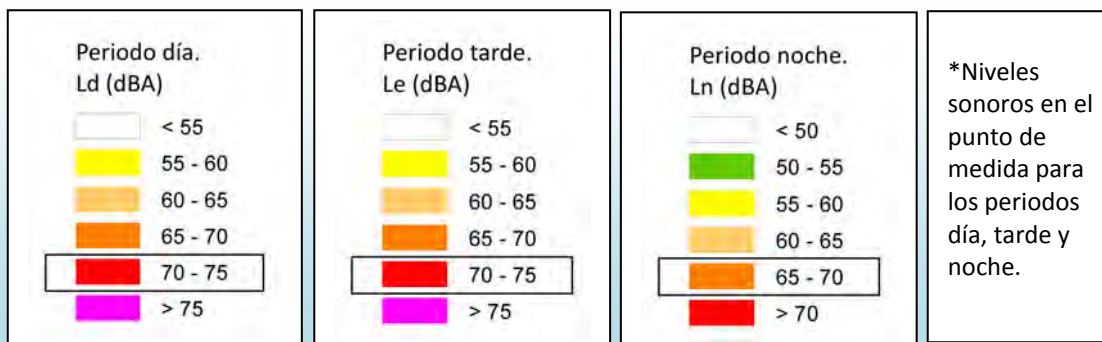 Periodo día.
Ld (dBA)
< 55
55 - 60
60 - 65
65 - 70
70 - 75
> 75
Periodo tarde.
Le (dBA)
< 55
55 - 60
60 - 65
65 - 70
70 - 75
> 75
Periodo noche.
Ln (dBA)
< 50
50 - 55
55 - 60
60 - 65
65 - 70
> 70
*Niveles
sonoros en el
punto de
medida para
los periodos
día, tarde y
noche.